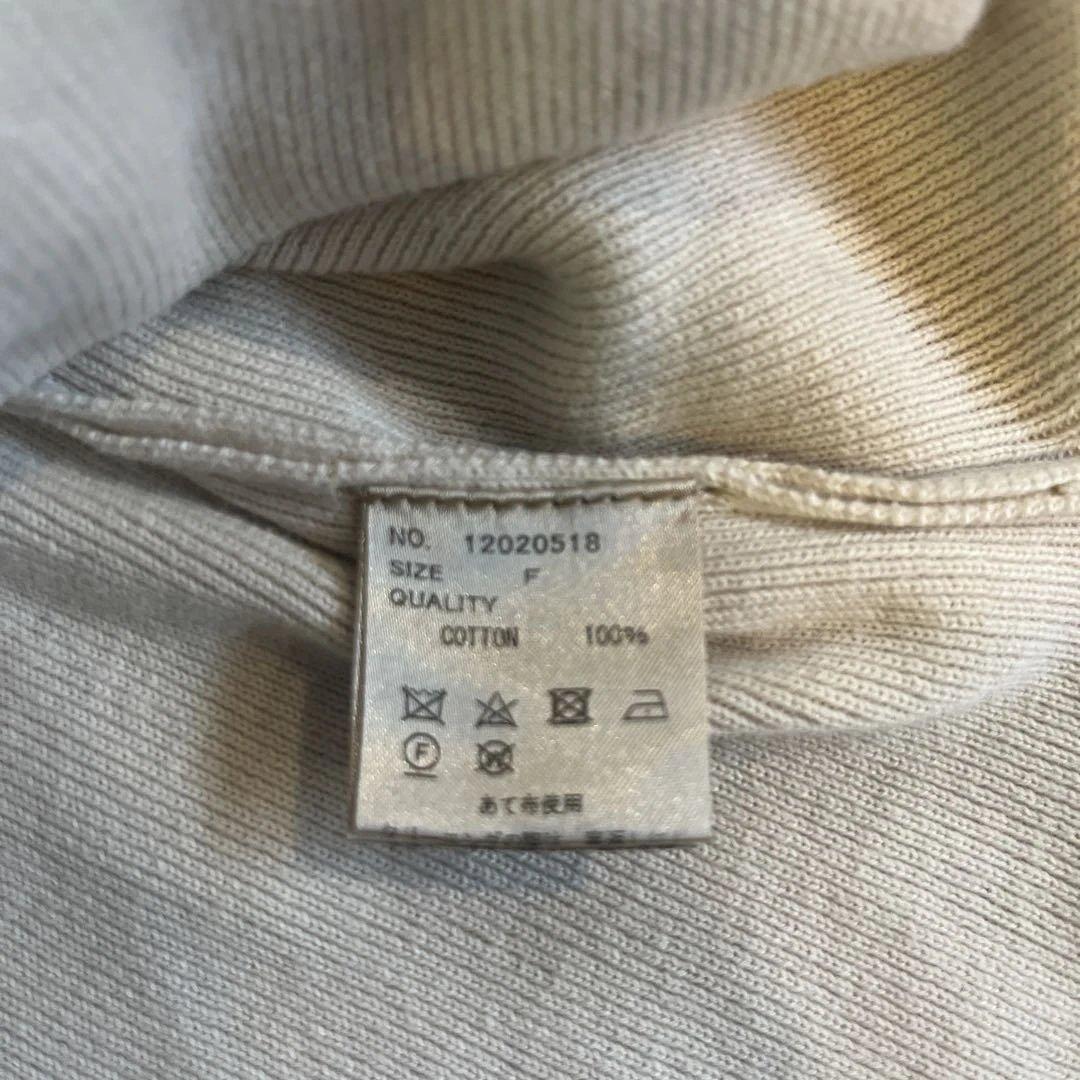 NO. 12020518
SIZE F
QUALITY
COTTON 100%
F
あて布使用